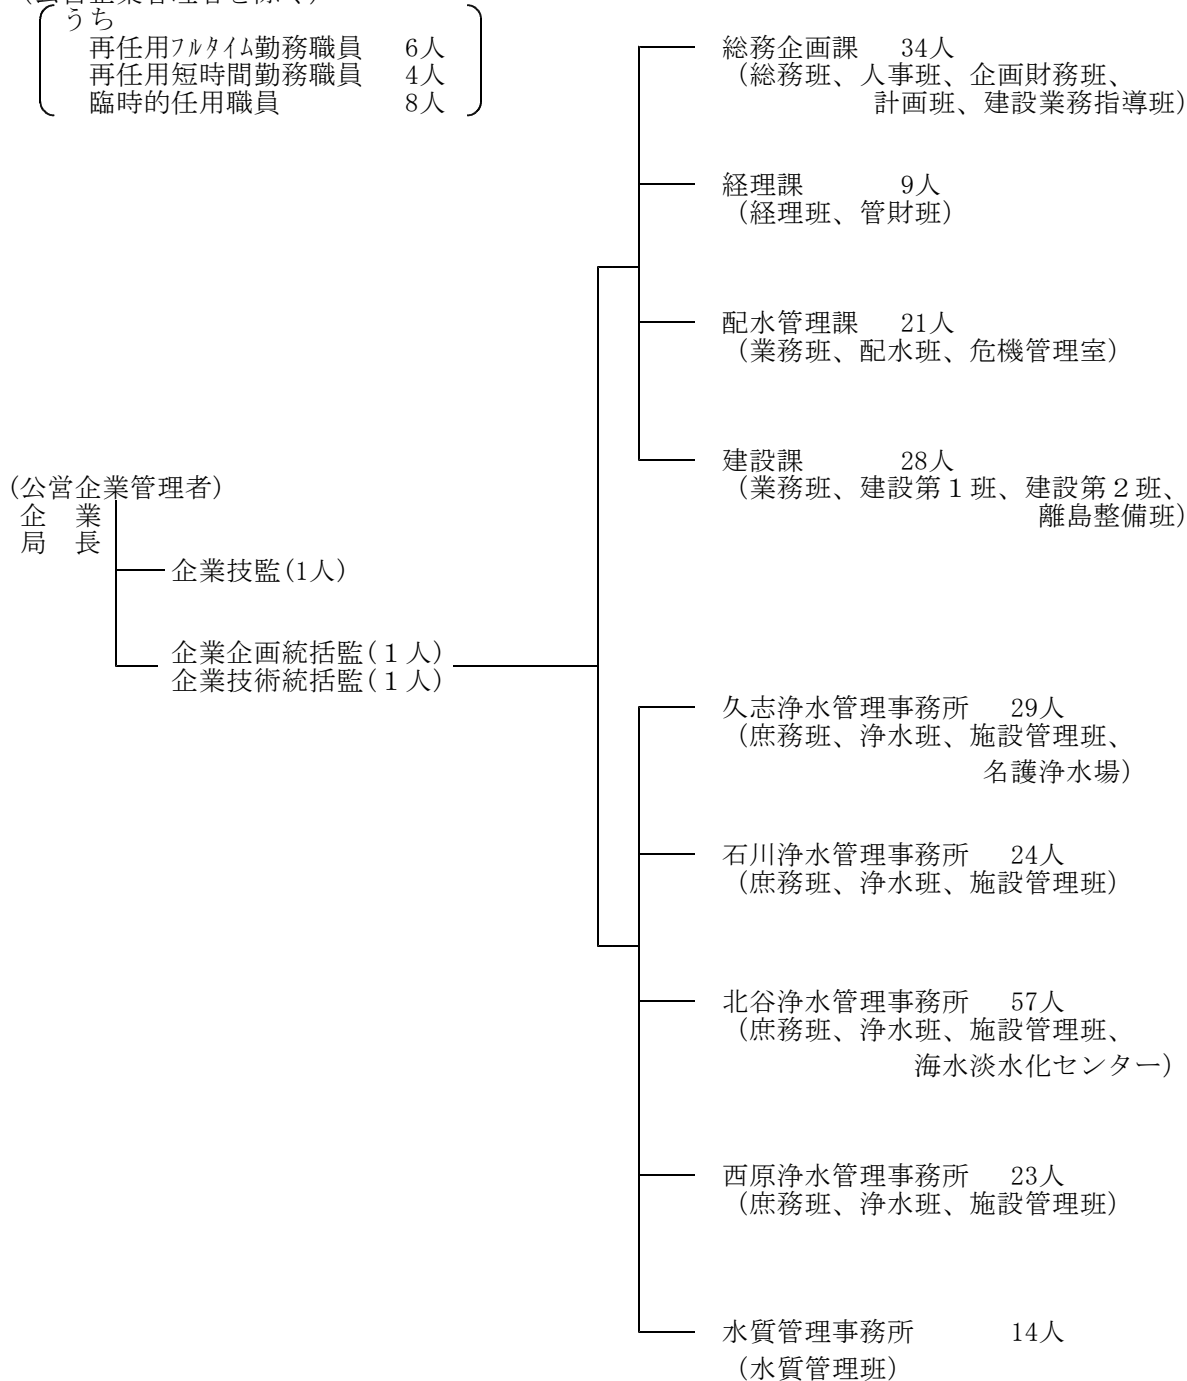 うち
再任用フルタイム勤務職員 6人
再任用短時間勤務職員 4人
臨時的任用職員 8人
総務企画課 34人
(総務班、人事班、企画財務班、
計画班、建設業務指導班)
経理課 9人
(経理班、管財班)
配水管理課 21人
(業務班、配水班、危機管理室)
建設課 28人
(業務班、建設第1班、建設第2班、
離島整備班)
(公営企業管理者)
企業
局長
企業技監(1人)
企業企画統括監(1人)
企業技術統括監(1人)
久志浄水管理事務所 29人
(庶務班、浄水班、施設管理班、
名護浄水場)
石川浄水管理事務所 24人
(庶務班、浄水班、施設管理班)
北谷浄水管理事務所 57人
(庶務班、浄水班、施設管理班、
海水淡水化センター)
西原浄水管理事務所 23人
(庶務班、浄水班、施設管理班)
水質管理事務所 14人
(水質管理班)